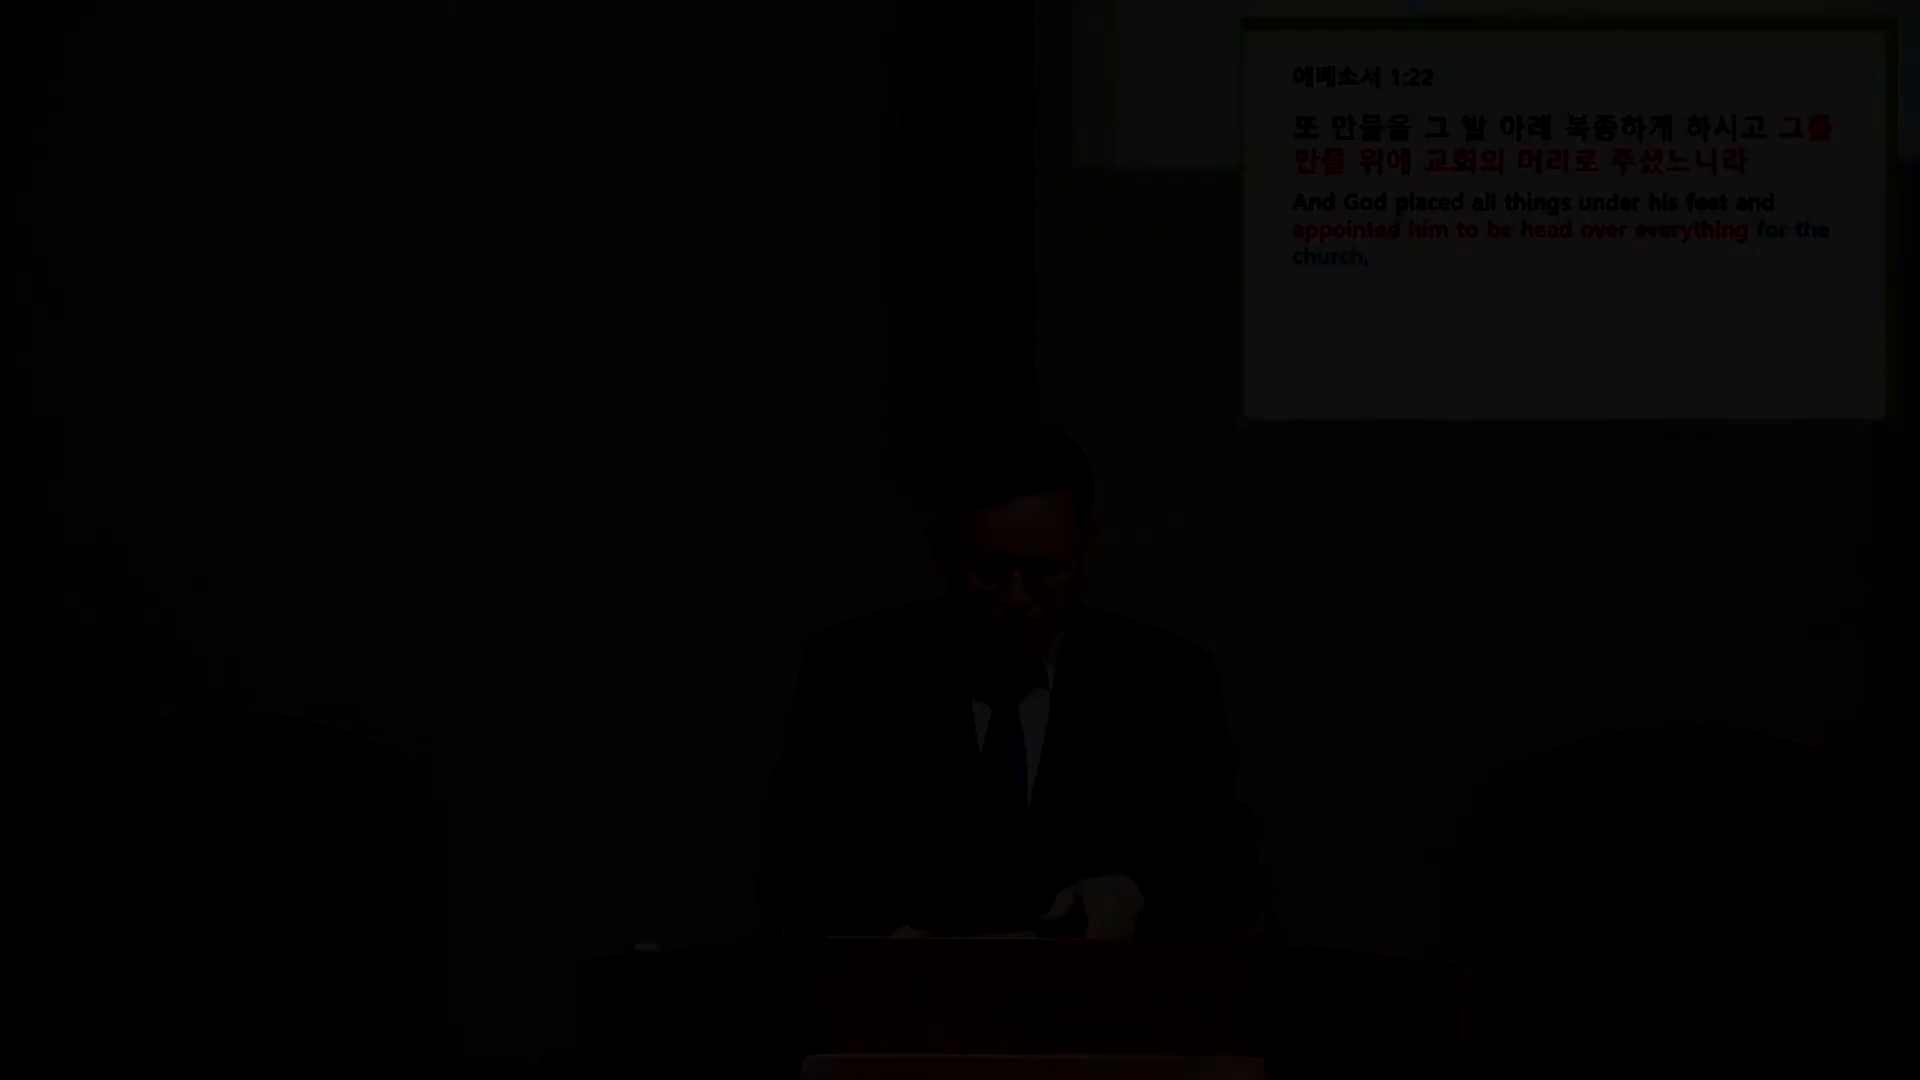 에베소서 1:22
또 만물을 그 발 아래 복종하게 하시고 그를
만물 위에 교회의 머리로 주셨느니라
And God placed all things under his feet and
appointed him to be head over everything for the
church,